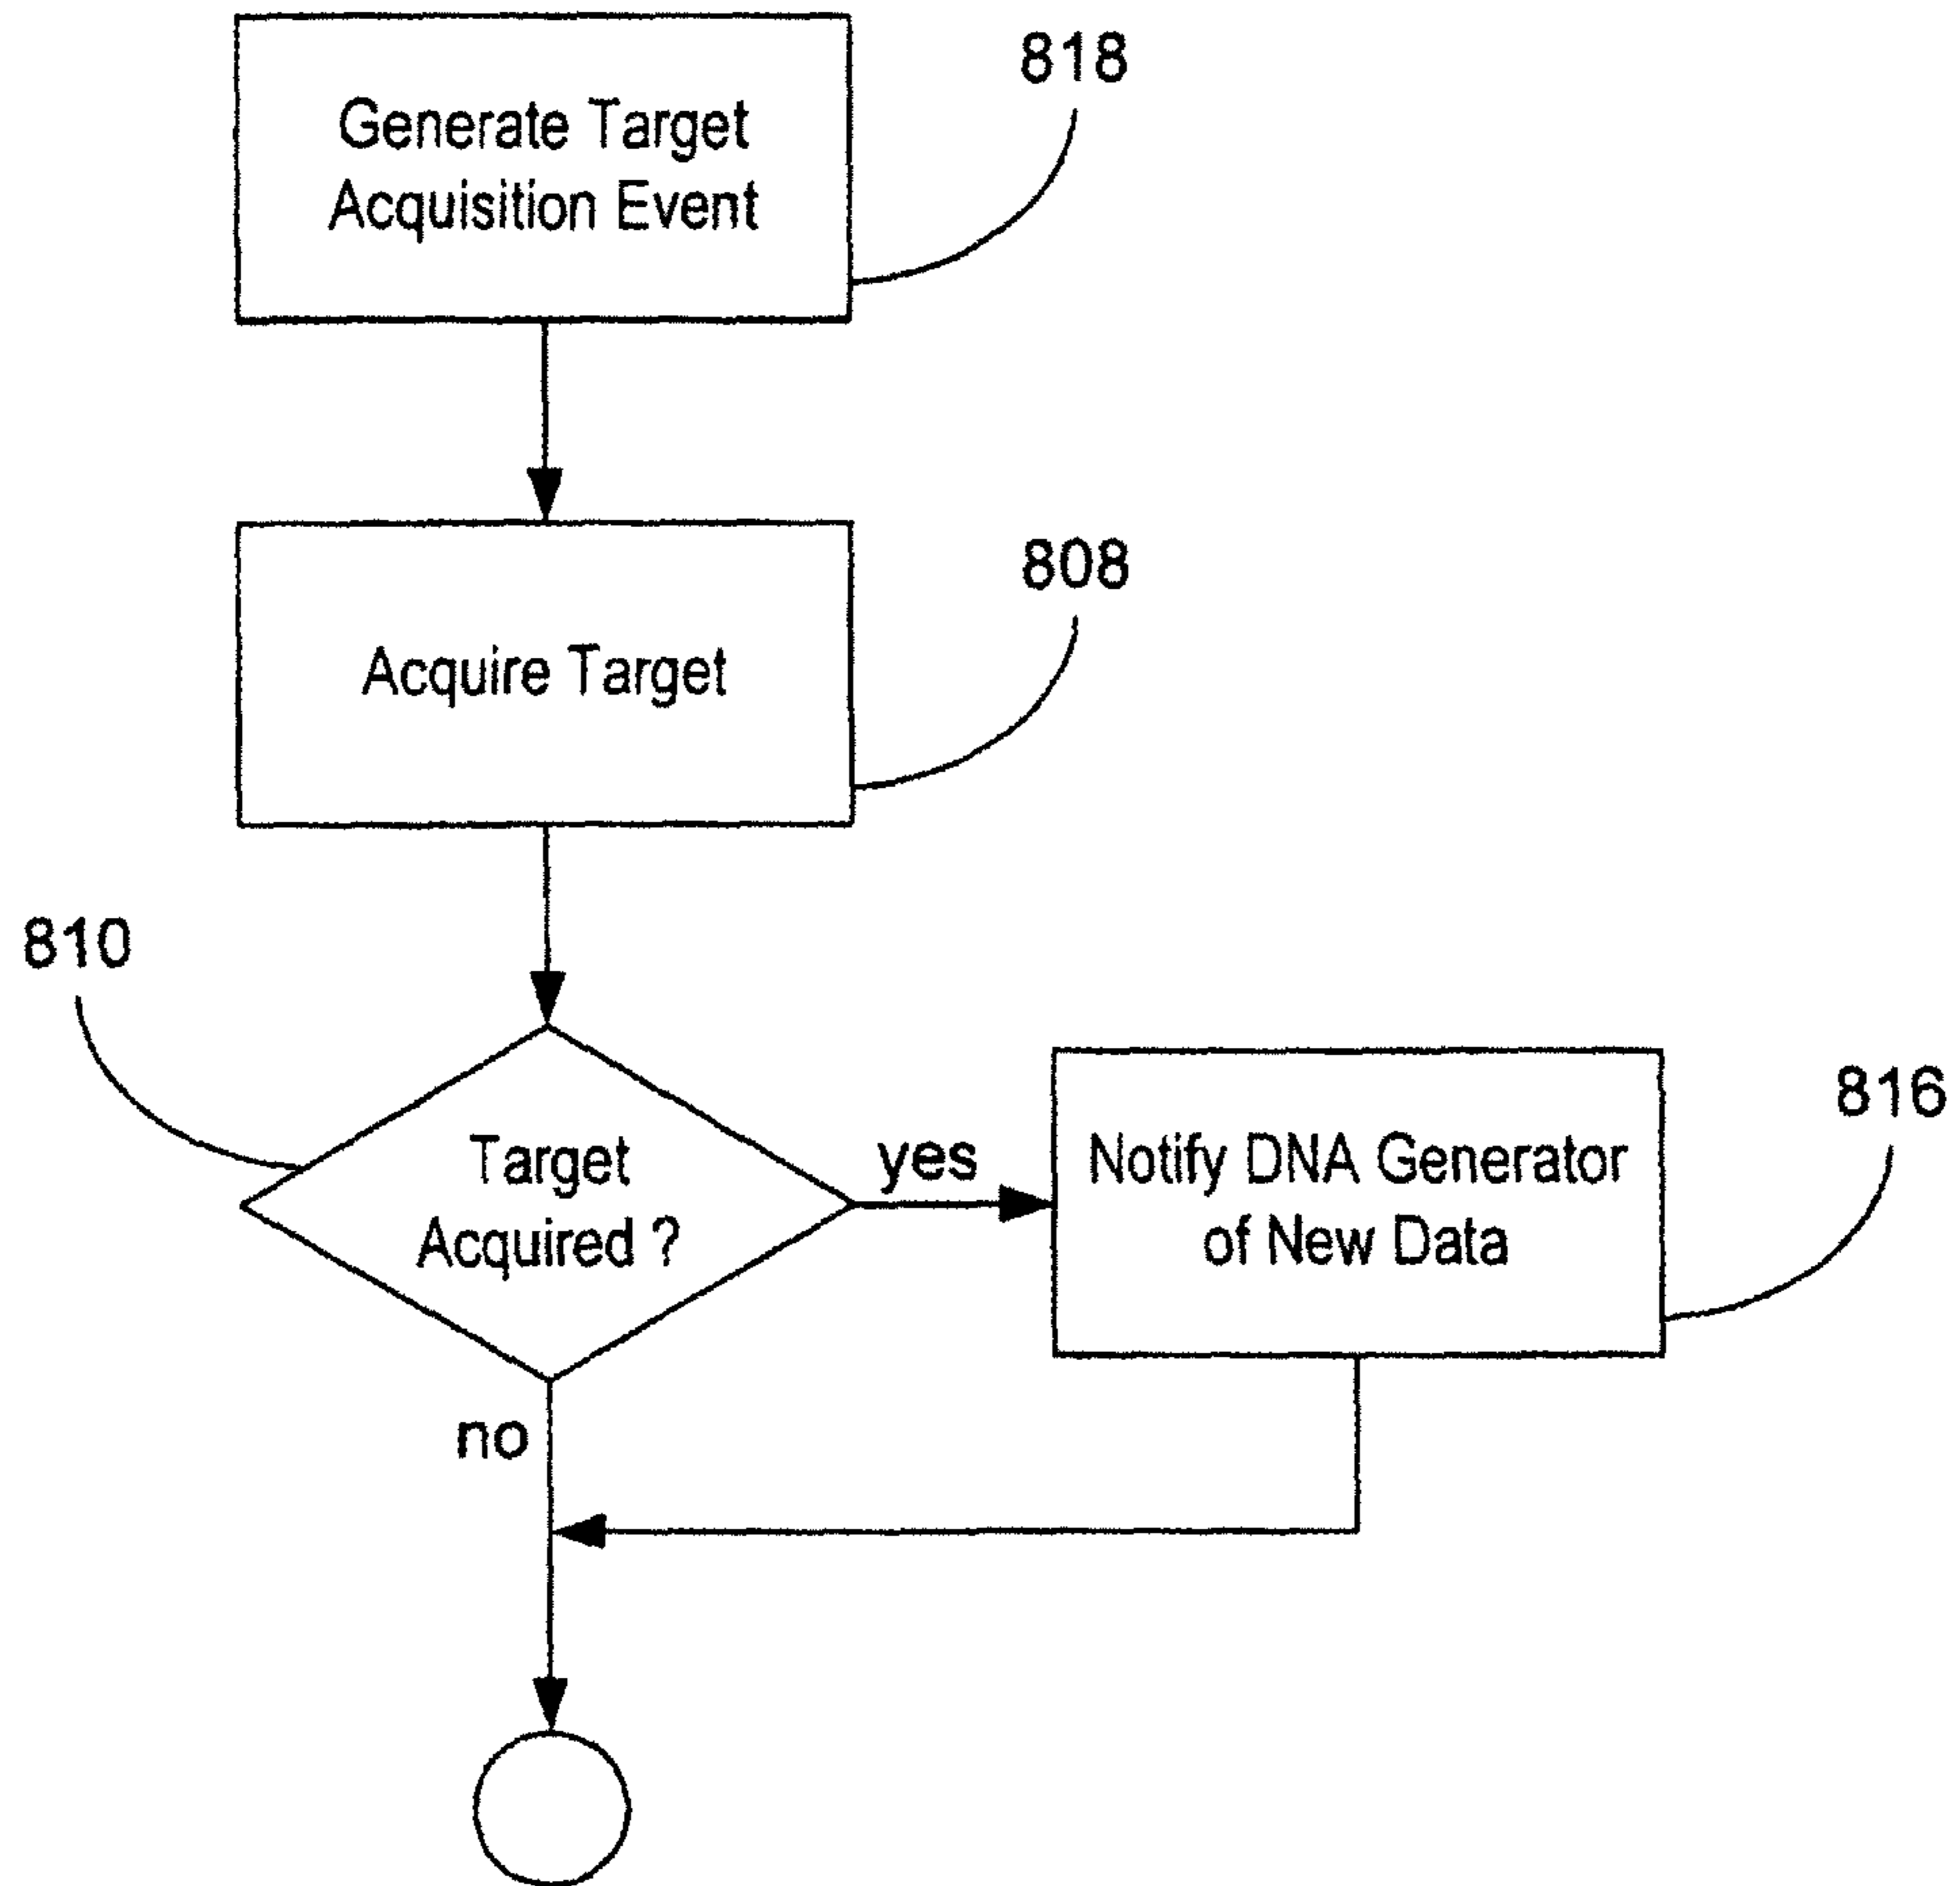 818
Generate Target
Acquisition Event
808
Acquire Target
810
Target
Acquired ?
yes
816
Notify DNA Generator
of New Data
no